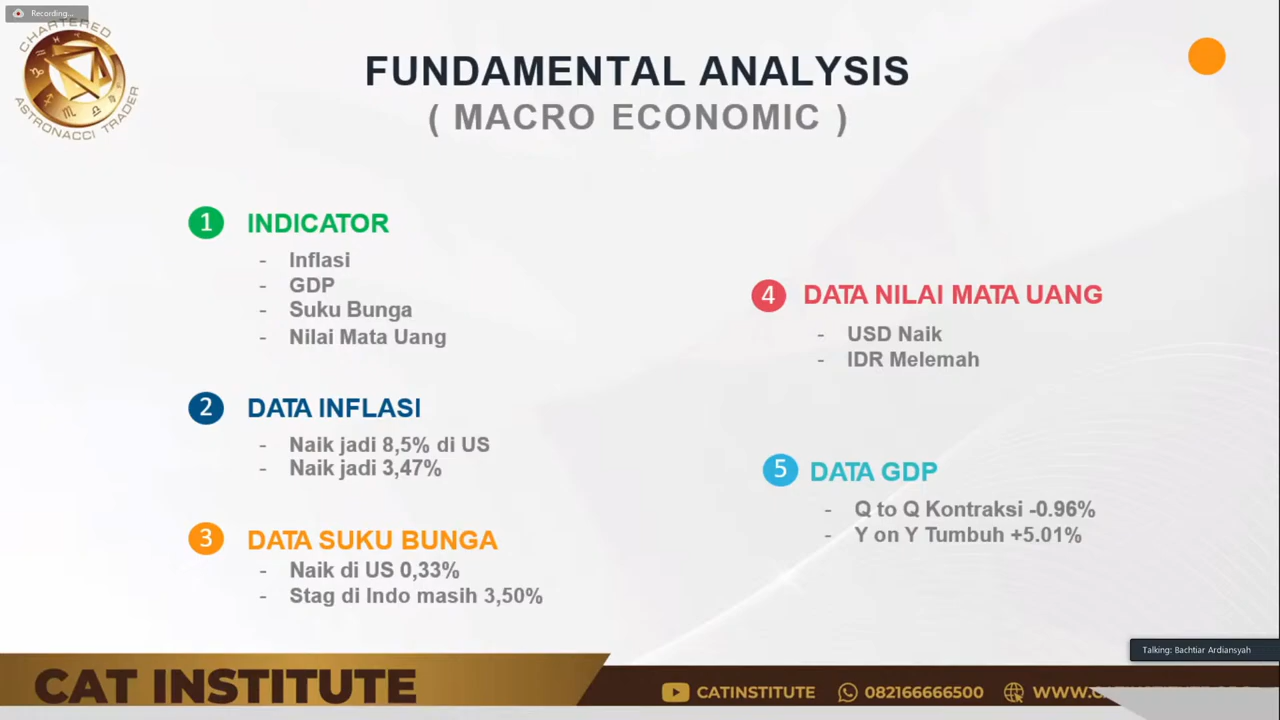 Recording...
CHARTERED
ASTRONACCI TRADER
FUNDAMENTAL ANALYSIS
( MACRO ECONOMIC )
1 INDICATOR
- Inflasi
- GDP
- Suku Bunga
- Nilai Mata Uang
2 DATA INFLASI
- Naik jadi 8,5% di US
- Naik jadi 3,47%
3 DATA SUKU BUNGA
- Naik di US 0,33%
- Stag di Indo masih 3,50%
4 DATA NILAI MATA UANG
- USD Naik
- IDR Melemah
5 DATA GDP
- Q to Q Kontraksi -0.96%
- Y on Y Tumbuh +5.01%
Talking: Bachtiar Ardiansyah
CAT INSTITUTE
CATINSTITUTE 082166666500